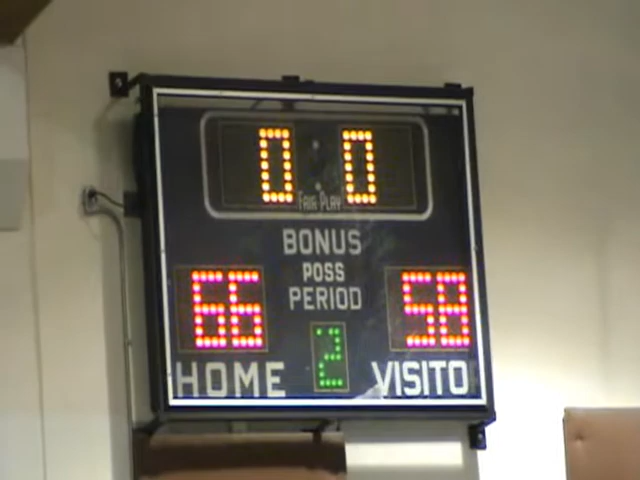 0 0
FAIR PLAY
BONUS
POSS
PERIOD
66 2 58
HOME VISITO